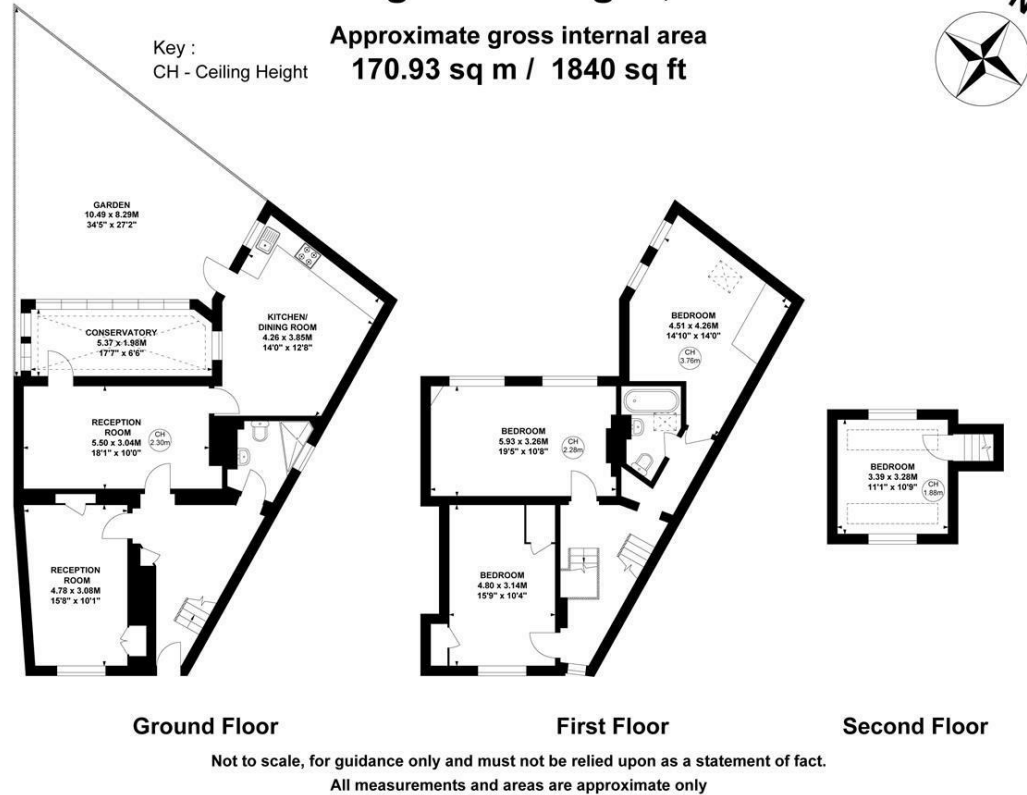 Key :
CH - Ceiling Height
Approximate gross internal area
170.93 sq m / 1840 sq ft
N
GARDEN
10.49 x 8.29M
34'5" x 27'2"
CONSERVATORY
5.37 x 1.98M
17'7" x 6'6"
KITCHEN/
DINING ROOM
4.26 x 3.85M
14'0" x 12'8"
RECEPTION
ROOM
5.50 x 3.04M
18'1" x 10'0"
CH
2.30m
RECEPTION
ROOM
4.78 x 3.08M
15'8" x 10'1"
BEDROOM
4.51 x 4.26M
14'10" x 14'0"
CH
3.76m
BEDROOM
5.93 x 3.26M
19'5" x 10'8"
CH
2.28m
BEDROOM
4.80 x 3.14M
15'9" x 10'4"
BEDROOM
3.39 x 3.28M
11'1" x 10'9"
CH
1.88m
Ground Floor
First Floor
Second Floor
Not to scale, for guidance only and must not be relied upon as a statement of fact.
All measurements and areas are approximate only